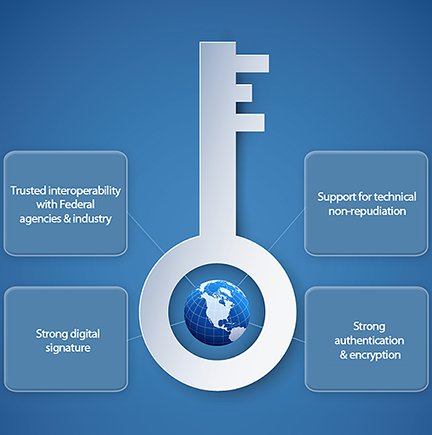 Trusted interoperability
with Federal
agencies & industry
Support for technical
non-repudiation
Strong digital
signature
Strong
authentication
& encryption